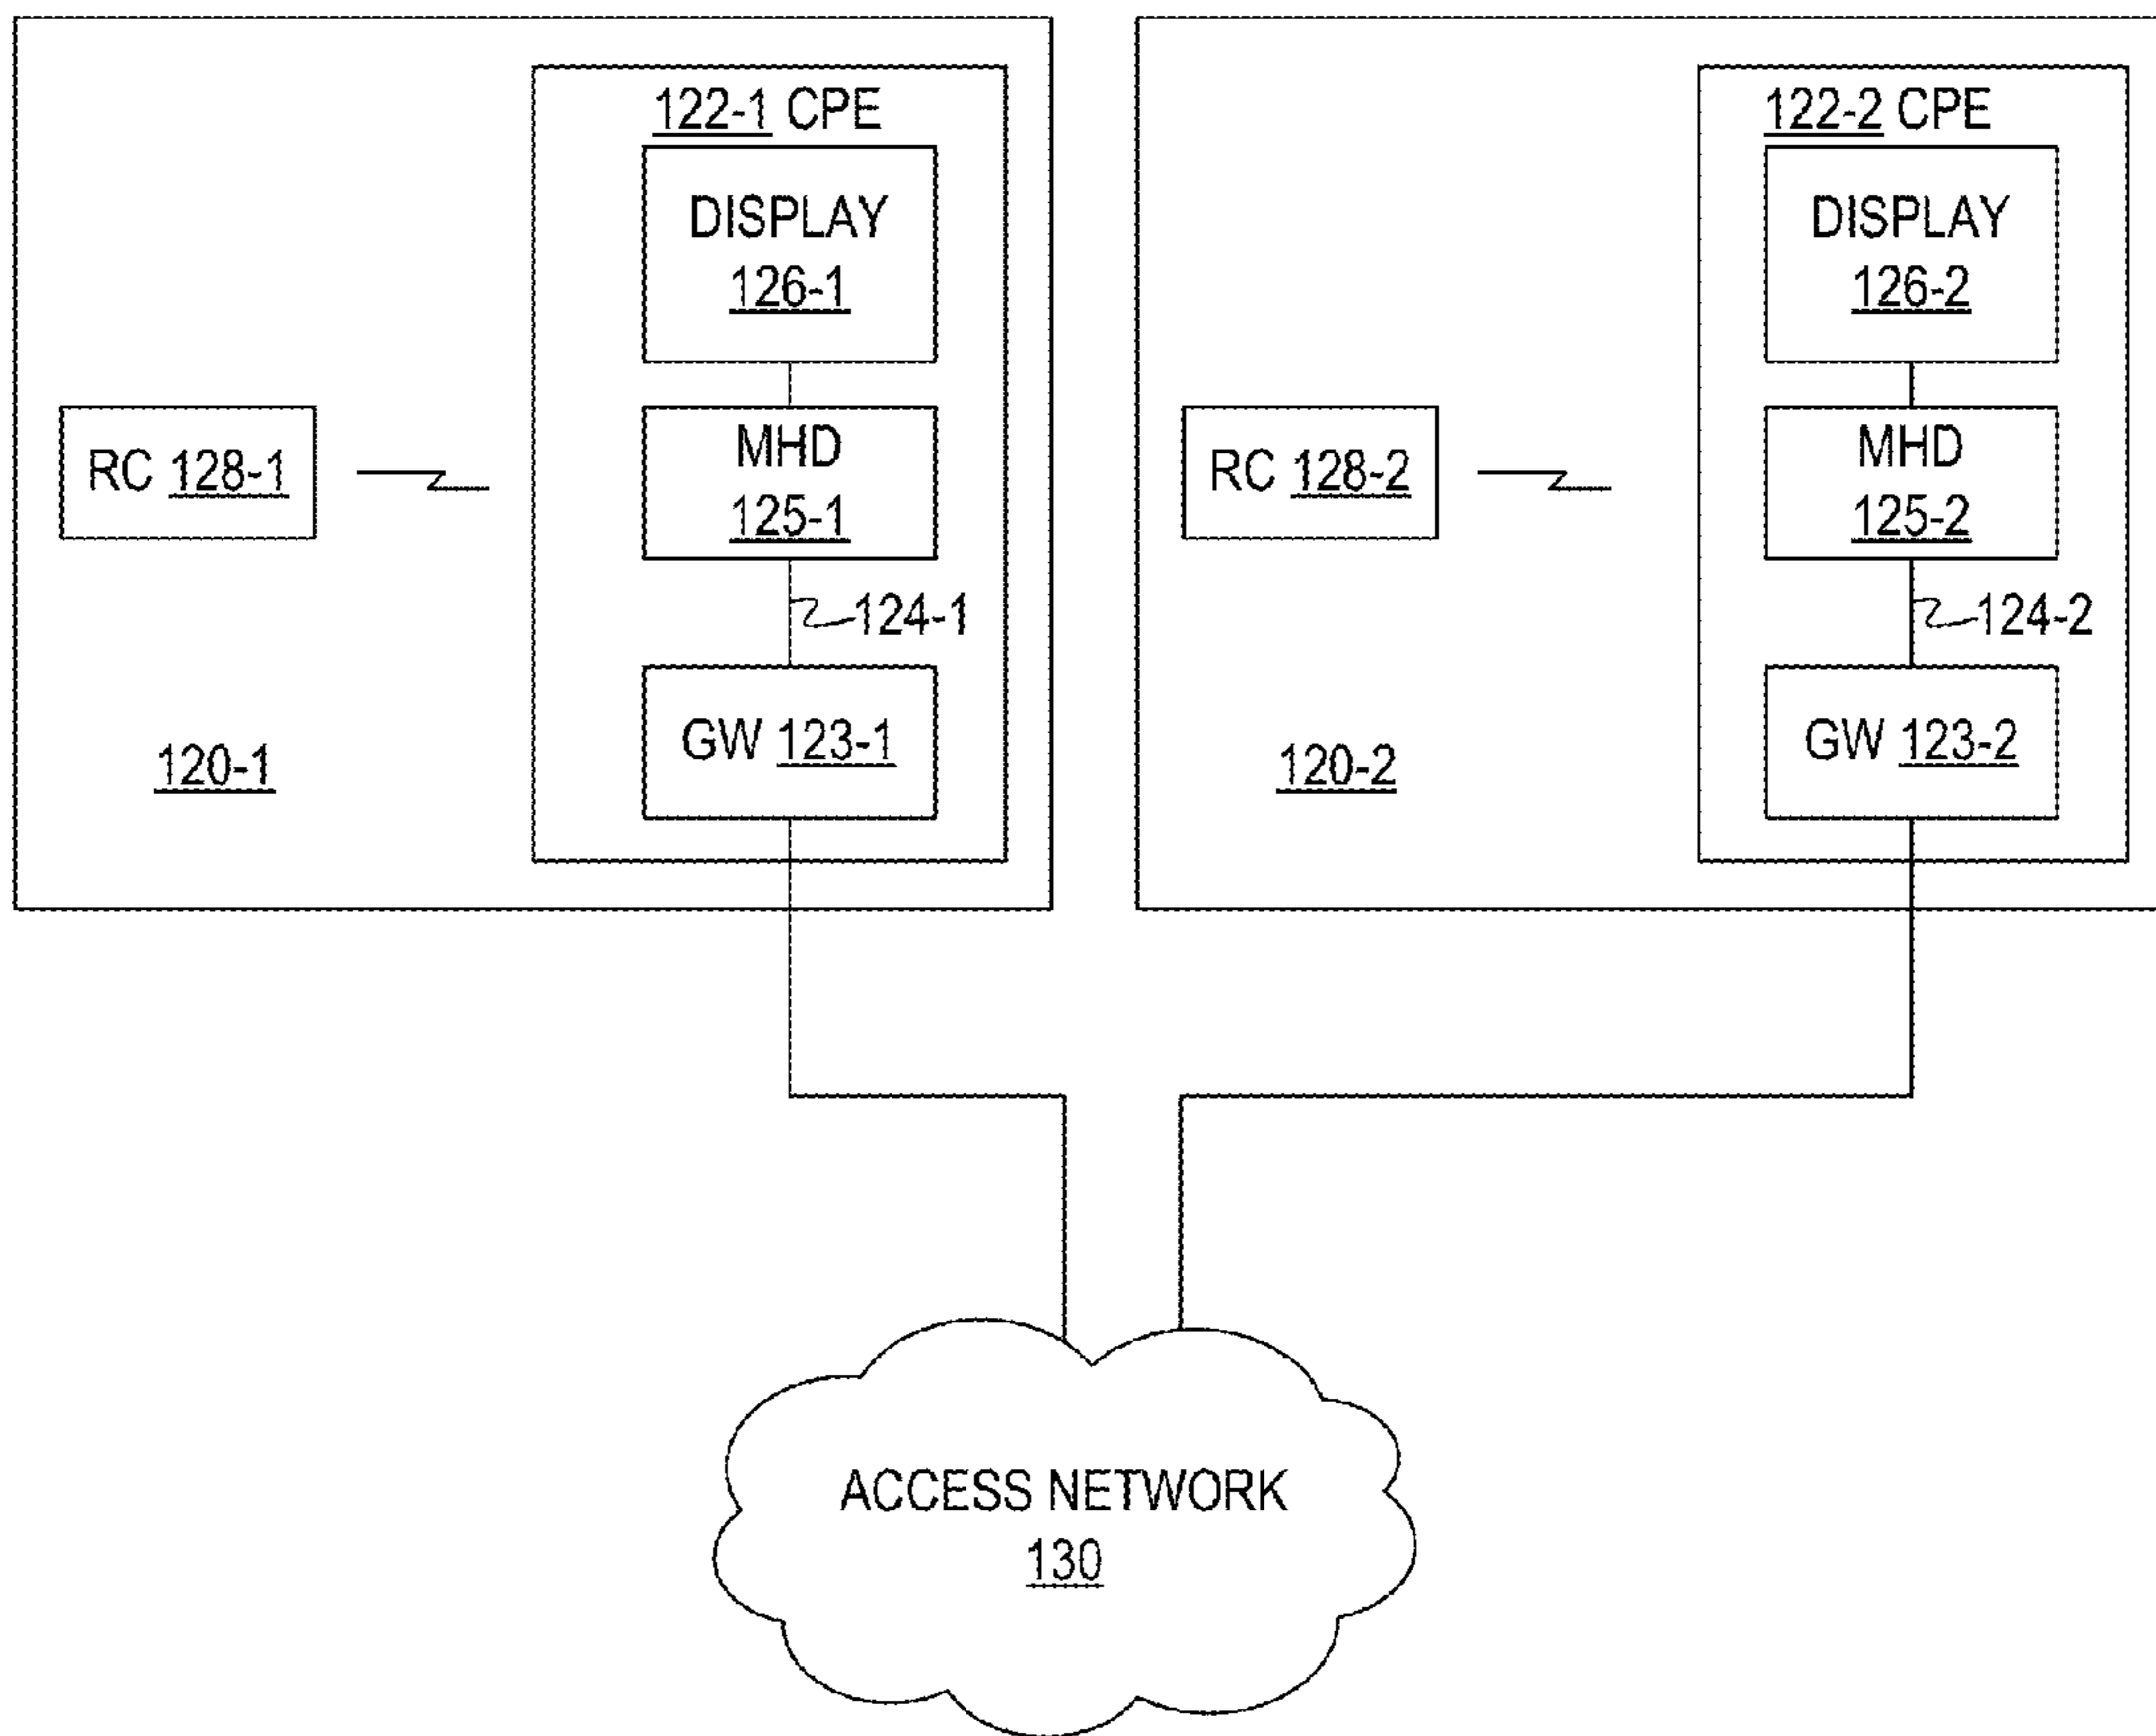 122-1 CPE
DISPLAY
126-1
RC 128-1
MHD
125-1
124-1
GW 123-1
120-1
122-2 CPE
DISPLAY
126-2
RC 128-2
MHD
125-2
124-2
GW 123-2
120-2
ACCESS NETWORK
130